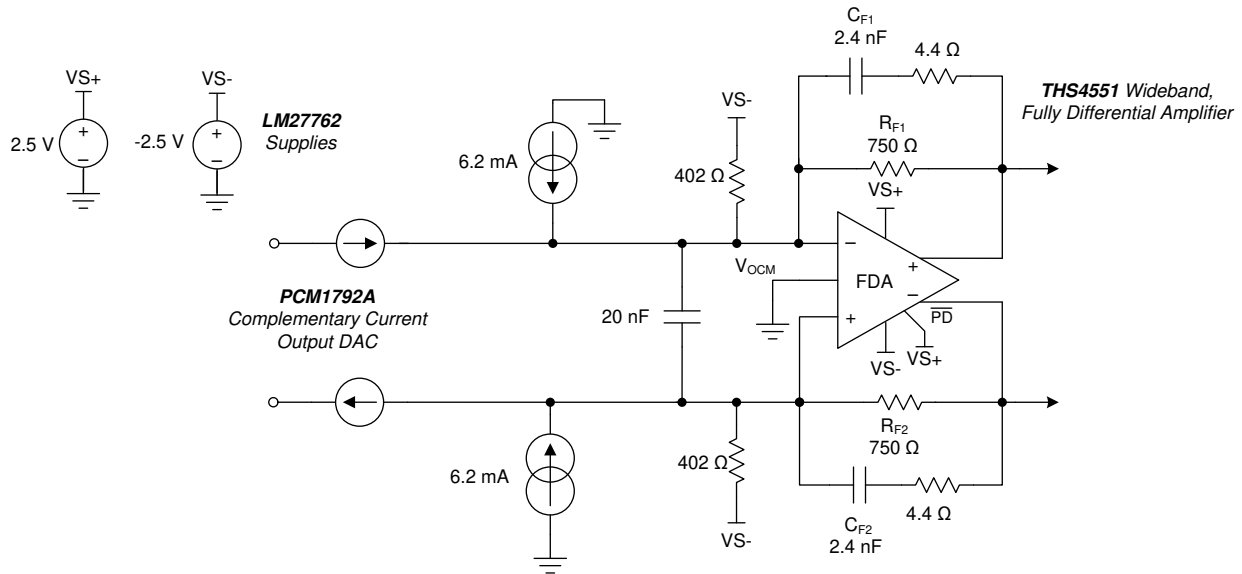 VS+
2.5 V
+
−
VS-
-2.5 V
+
−
LM27762
Supplies
6.2 mA
VS-
402 Ω
CF1
2.4 nF
4.4 Ω
RF1
750 Ω
VS+
THS4551 Wideband,
Fully Differential Amplifier
PCM1792A
Complementary Current
Output DAC
20 nF
VOCM
−
+
FDA
+
−
PD
VS-
VS+
6.2 mA
402 Ω
VS-
RF2
750 Ω
CF2
2.4 nF
4.4 Ω